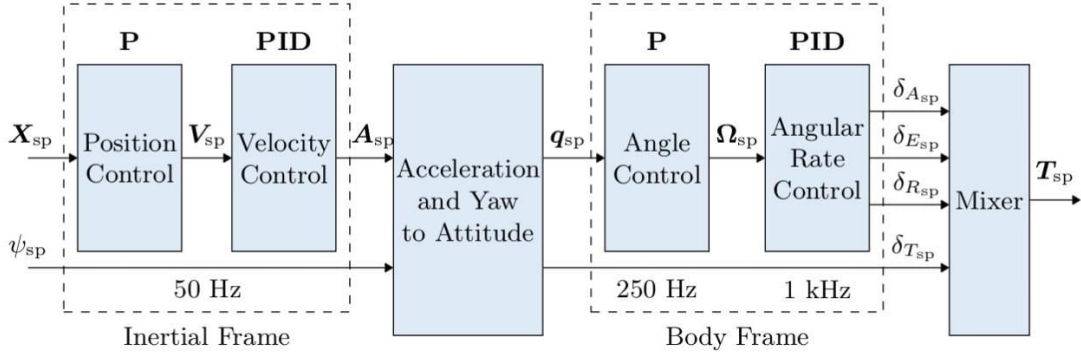 P
PID
P
PID
X_sp
Position
Control
V_sp
Velocity
Control
A_sp
Acceleration
and Yaw
to Attitude
q_sp
Angle
Control
Ω_sp
Angular
Rate
Control
δ_A_sp
δ_E_sp
δ_R_sp
δ_T_sp
Mixer
T_sp
ψ_sp
50 Hz
250 Hz
1 kHz
Inertial Frame
Body Frame